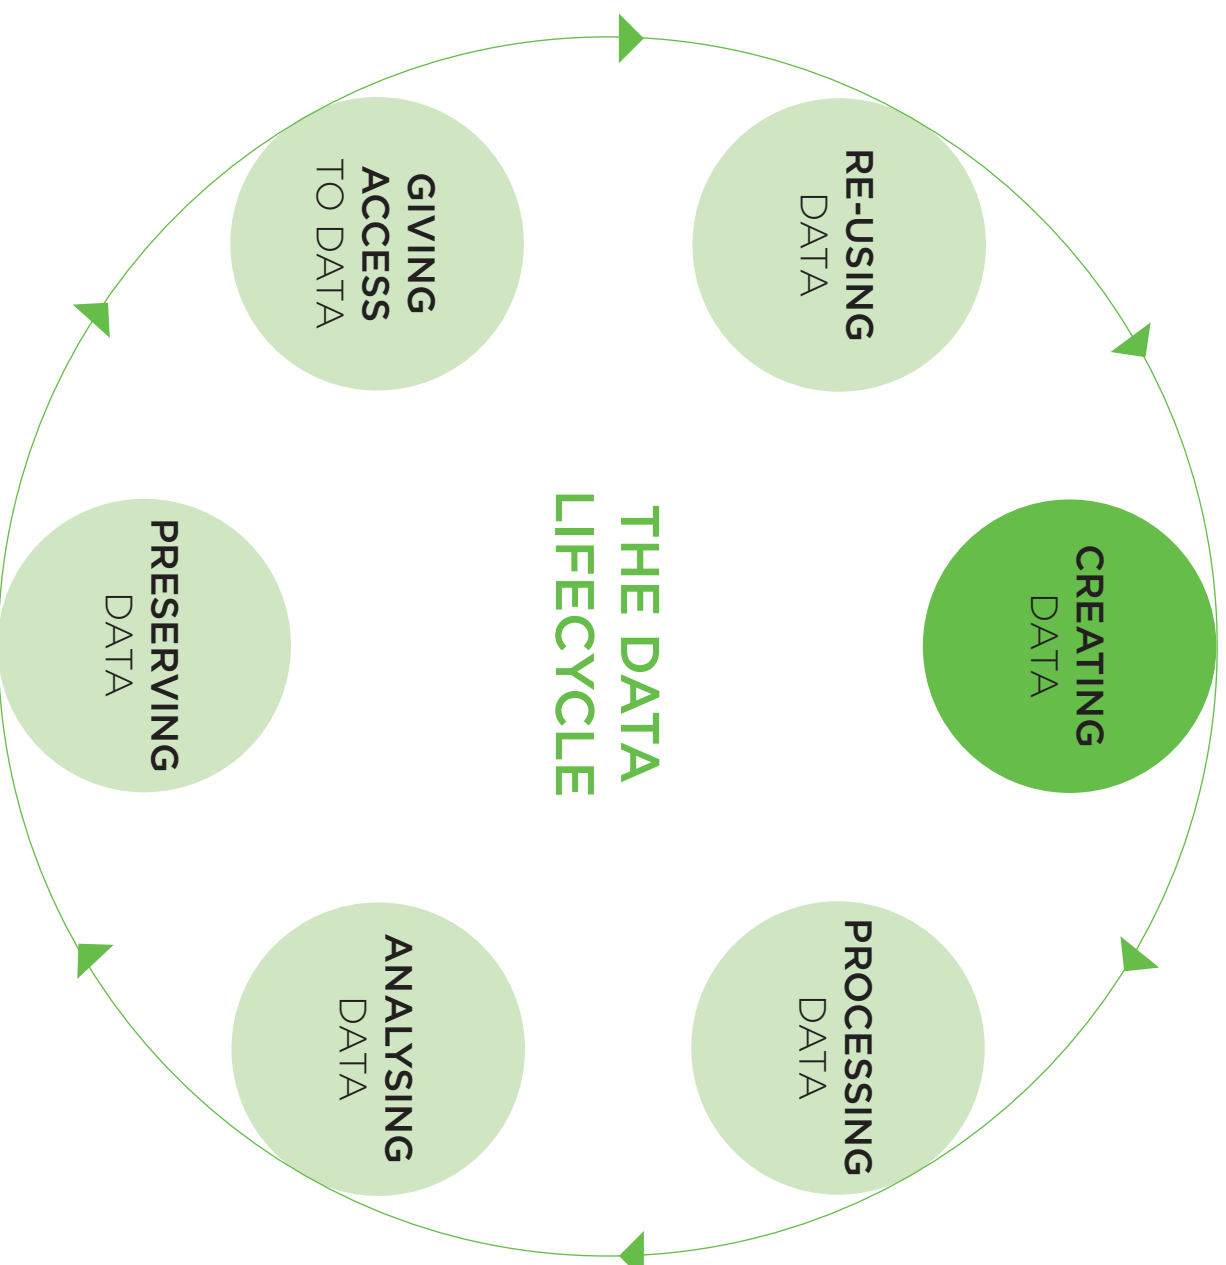 THE DATA
LIFECYCLE
CREATING
DATA
PROCESSING
DATA
ANALYSING
DATA
PRESERVING
DATA
GIVING
ACCESS
TO DATA
RE-USING
DATA